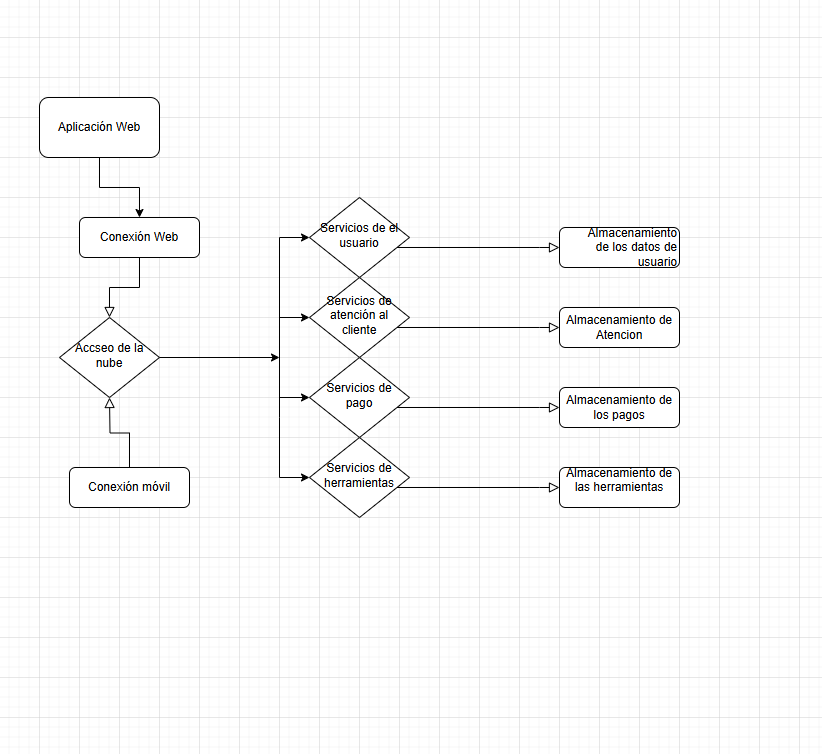 Aplicación Web
Conexión Web
Accseo de la
nube
Conexión móvil
Servicios de el
usuario
Servicios de
atención al
cliente
Servicios de
pago
Servicios de
herramientas
Almacenamiento
de los datos de
usuario
Almacenamiento de
Atencion
Almacenamiento de
los pagos
Almacenamiento de
las herramientas